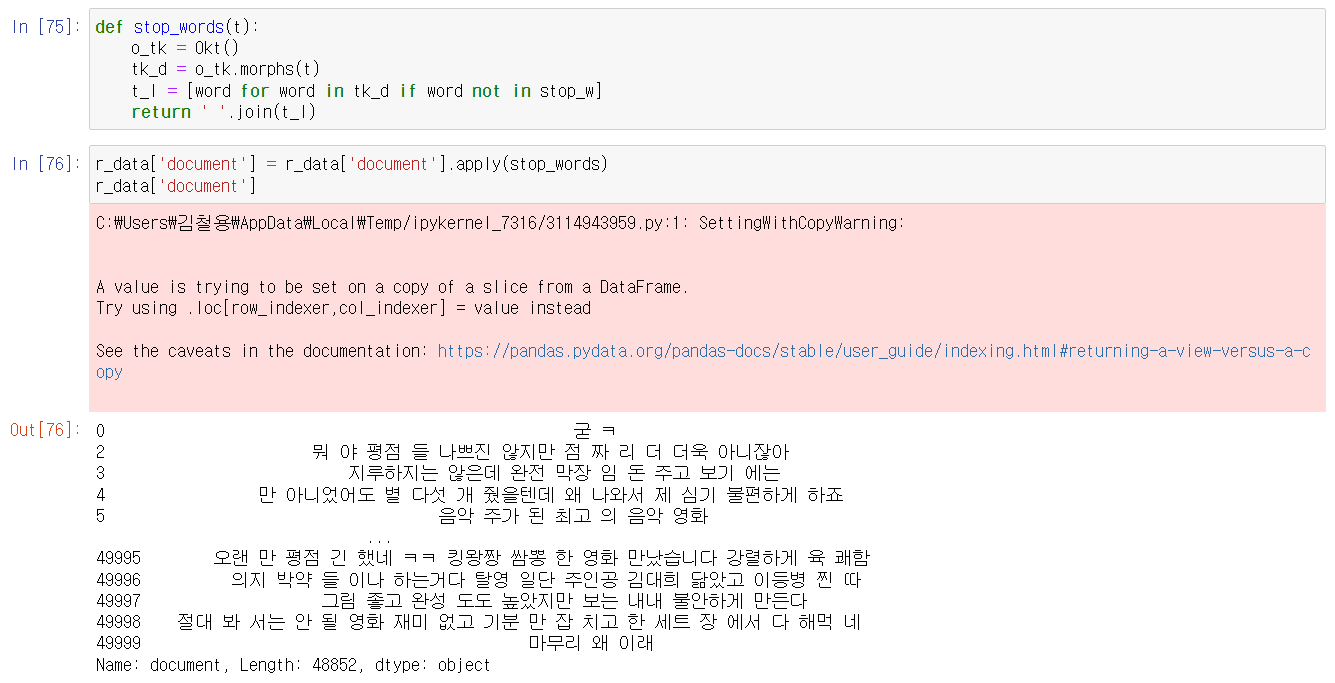 In [75]: def stop_words(t):
o_tk = Okt()
tk_d = o_tk.morphs(t)
t_l = [word for word in tk_d if word not in stop_w]
return ' '.join(t_l)
In [76]: r_data['document'] = r_data['document'].apply(stop_words)
r_data['document']
C:₩Users₩김철용₩AppData₩Local₩Temp/ipykernel_7316/3114943959.py:1: SettingWithCopyWarning:
A value is trying to be set on a copy of a slice from a DataFrame.
Try using .loc[row_indexer,col_indexer] = value instead
See the caveats in the documentation: https://pandas.pydata.org/pandas-docs/stable/user_guide/indexing.html#returning-a-view-versus-a-c
opy
Out[76]: 0 굳 ㅋ
2 뭐 야 평점 들 나쁘진 않지만 점 짜 리 더 더욱 아니잖아
3 지루하지는 않은데 완전 막장 임 돈 주고 보기 에는
4 만 아니었어도 별 다섯 개 줬을텐데 왜 나와서 제 심기 불편하게 하죠
5 음악 주가 된 최고 의 음악 영화
...
49995 오랜 만 평점 긴 했네 ㅋㅋ 킹왕짱 쌈뽕 한 영화 만났습니다 강렬하게 육 쾌함
49996 의지 박약 들 이나 하는거다 탈영 일단 주인공 김대희 닮았고 이등병 찐 따
49997 그림 좋고 완성 도도 높았지만 보는 내내 불안하게 만든다
49998 절대 봐 서는 안 될 영화 재미 없고 기분 만 잡 치고 한 세트 장 에서 다 해먹 네
49999 마무리 왜 이래
Name: document, Length: 48852, dtype: object